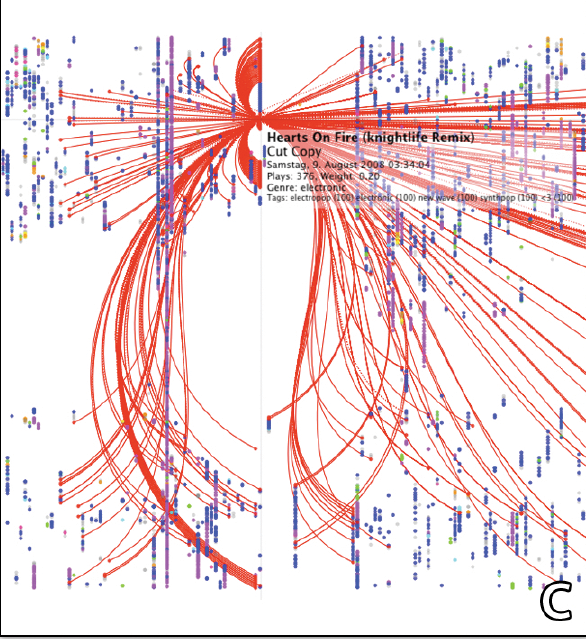 Hearts On Fire (knightlife Remix)
Cut Copy
Samstag, 9. August 2008 03:34:04
Plays: 375, Weight: 0,20
Genre: electronic
Tags: electropop (100) electronic (100) new wave (100) synthpop (100) <3 (100)
C